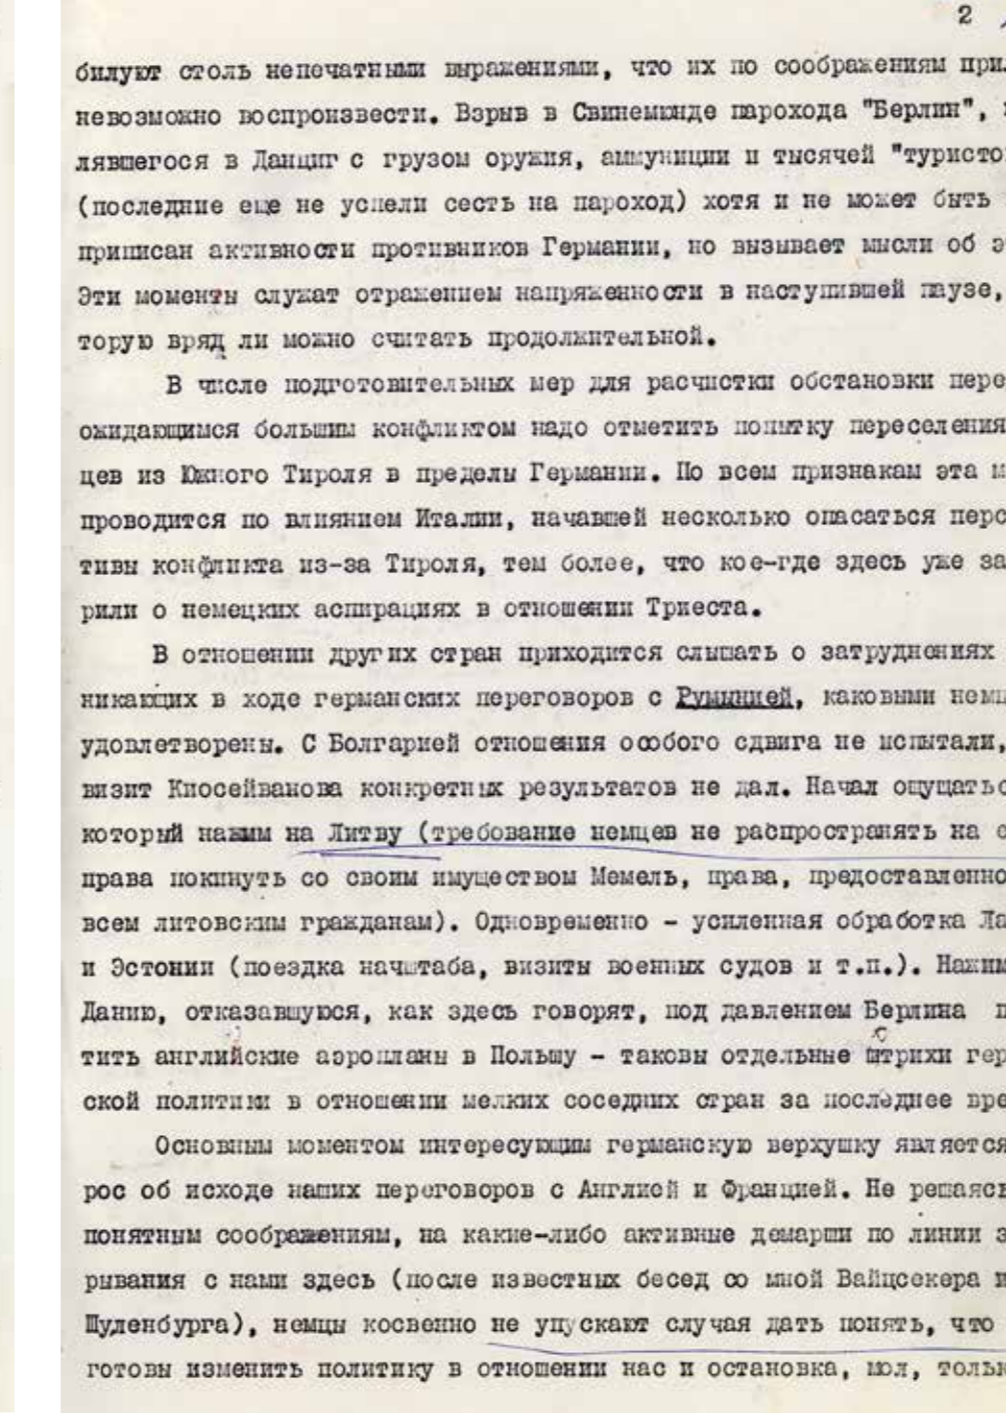 2
билуют столь непечатными выражениями, что их по соображениям
невозможно воспроизвести. Взрыв в Свинемюнде парохода "Берлин",
лявшегося в Данциг с грузом оружия, аммуниции и тысячей "туристо
(последние еще не успели сесть на пароход) хотя и не может быть
приписан активности противников Германии, но вызывает мысли об э
Эти моменты служат отражением напряженности в наступившей паузе,
торую вряд ли можно считать продолжительной.
В числе подготовительных мер для расчистки обстановки пере
ожидающимся большим конфликтом надо отметить попытку переселения
цев из Южного Тироля в пределы Германии. По всем признакам эта м
проводится по влиянием Италии, начавшей несколько опасаться перс
тивы конфликта из-за Тироля, тем более, что кое-где здесь уже за
рили о немецких аспирациях в отношении Триеста.
В отношении других стран приходится слышать о затруднениях
никающих в ходе германских переговоров с Румынией, каковыми нем
удовлетворены. С Болгарией отношения особого сдвига не испытали,
визит Кносейванова конкретных результатов не дал. Начал ощущатьс
который нажим на Литву (требование немцев не распространять на с
права покинуть со своим имуществом Мемель, права, предоставленно
всем литовским гражданам). Одновременно - усиленная обработка Ла
и Эстонии (поездка начштаба, визиты военных судов и т.п.). Нажим
Данию, отказавшуюся, как здесь говорят, под давлением Берлина п
тить английские аэропланы в Польшу - таковы отдельные штрихи гер
ской политики в отношении мелких соседних стран за последнее вре
Основным моментом интересующим германскую верхушку является
рос об исходе наших переговоров с Англией и Францией. Не решаясь
понятным соображениям, на какие-либо активные демарши по линии з
рывания с нами здесь (после известных бесед со мной Вайцсекера и
Шуленбурга), немцы косвенно не упускают случая дать понять, что
готовы изменить политику в отношении нас и остановка, мол, тольк